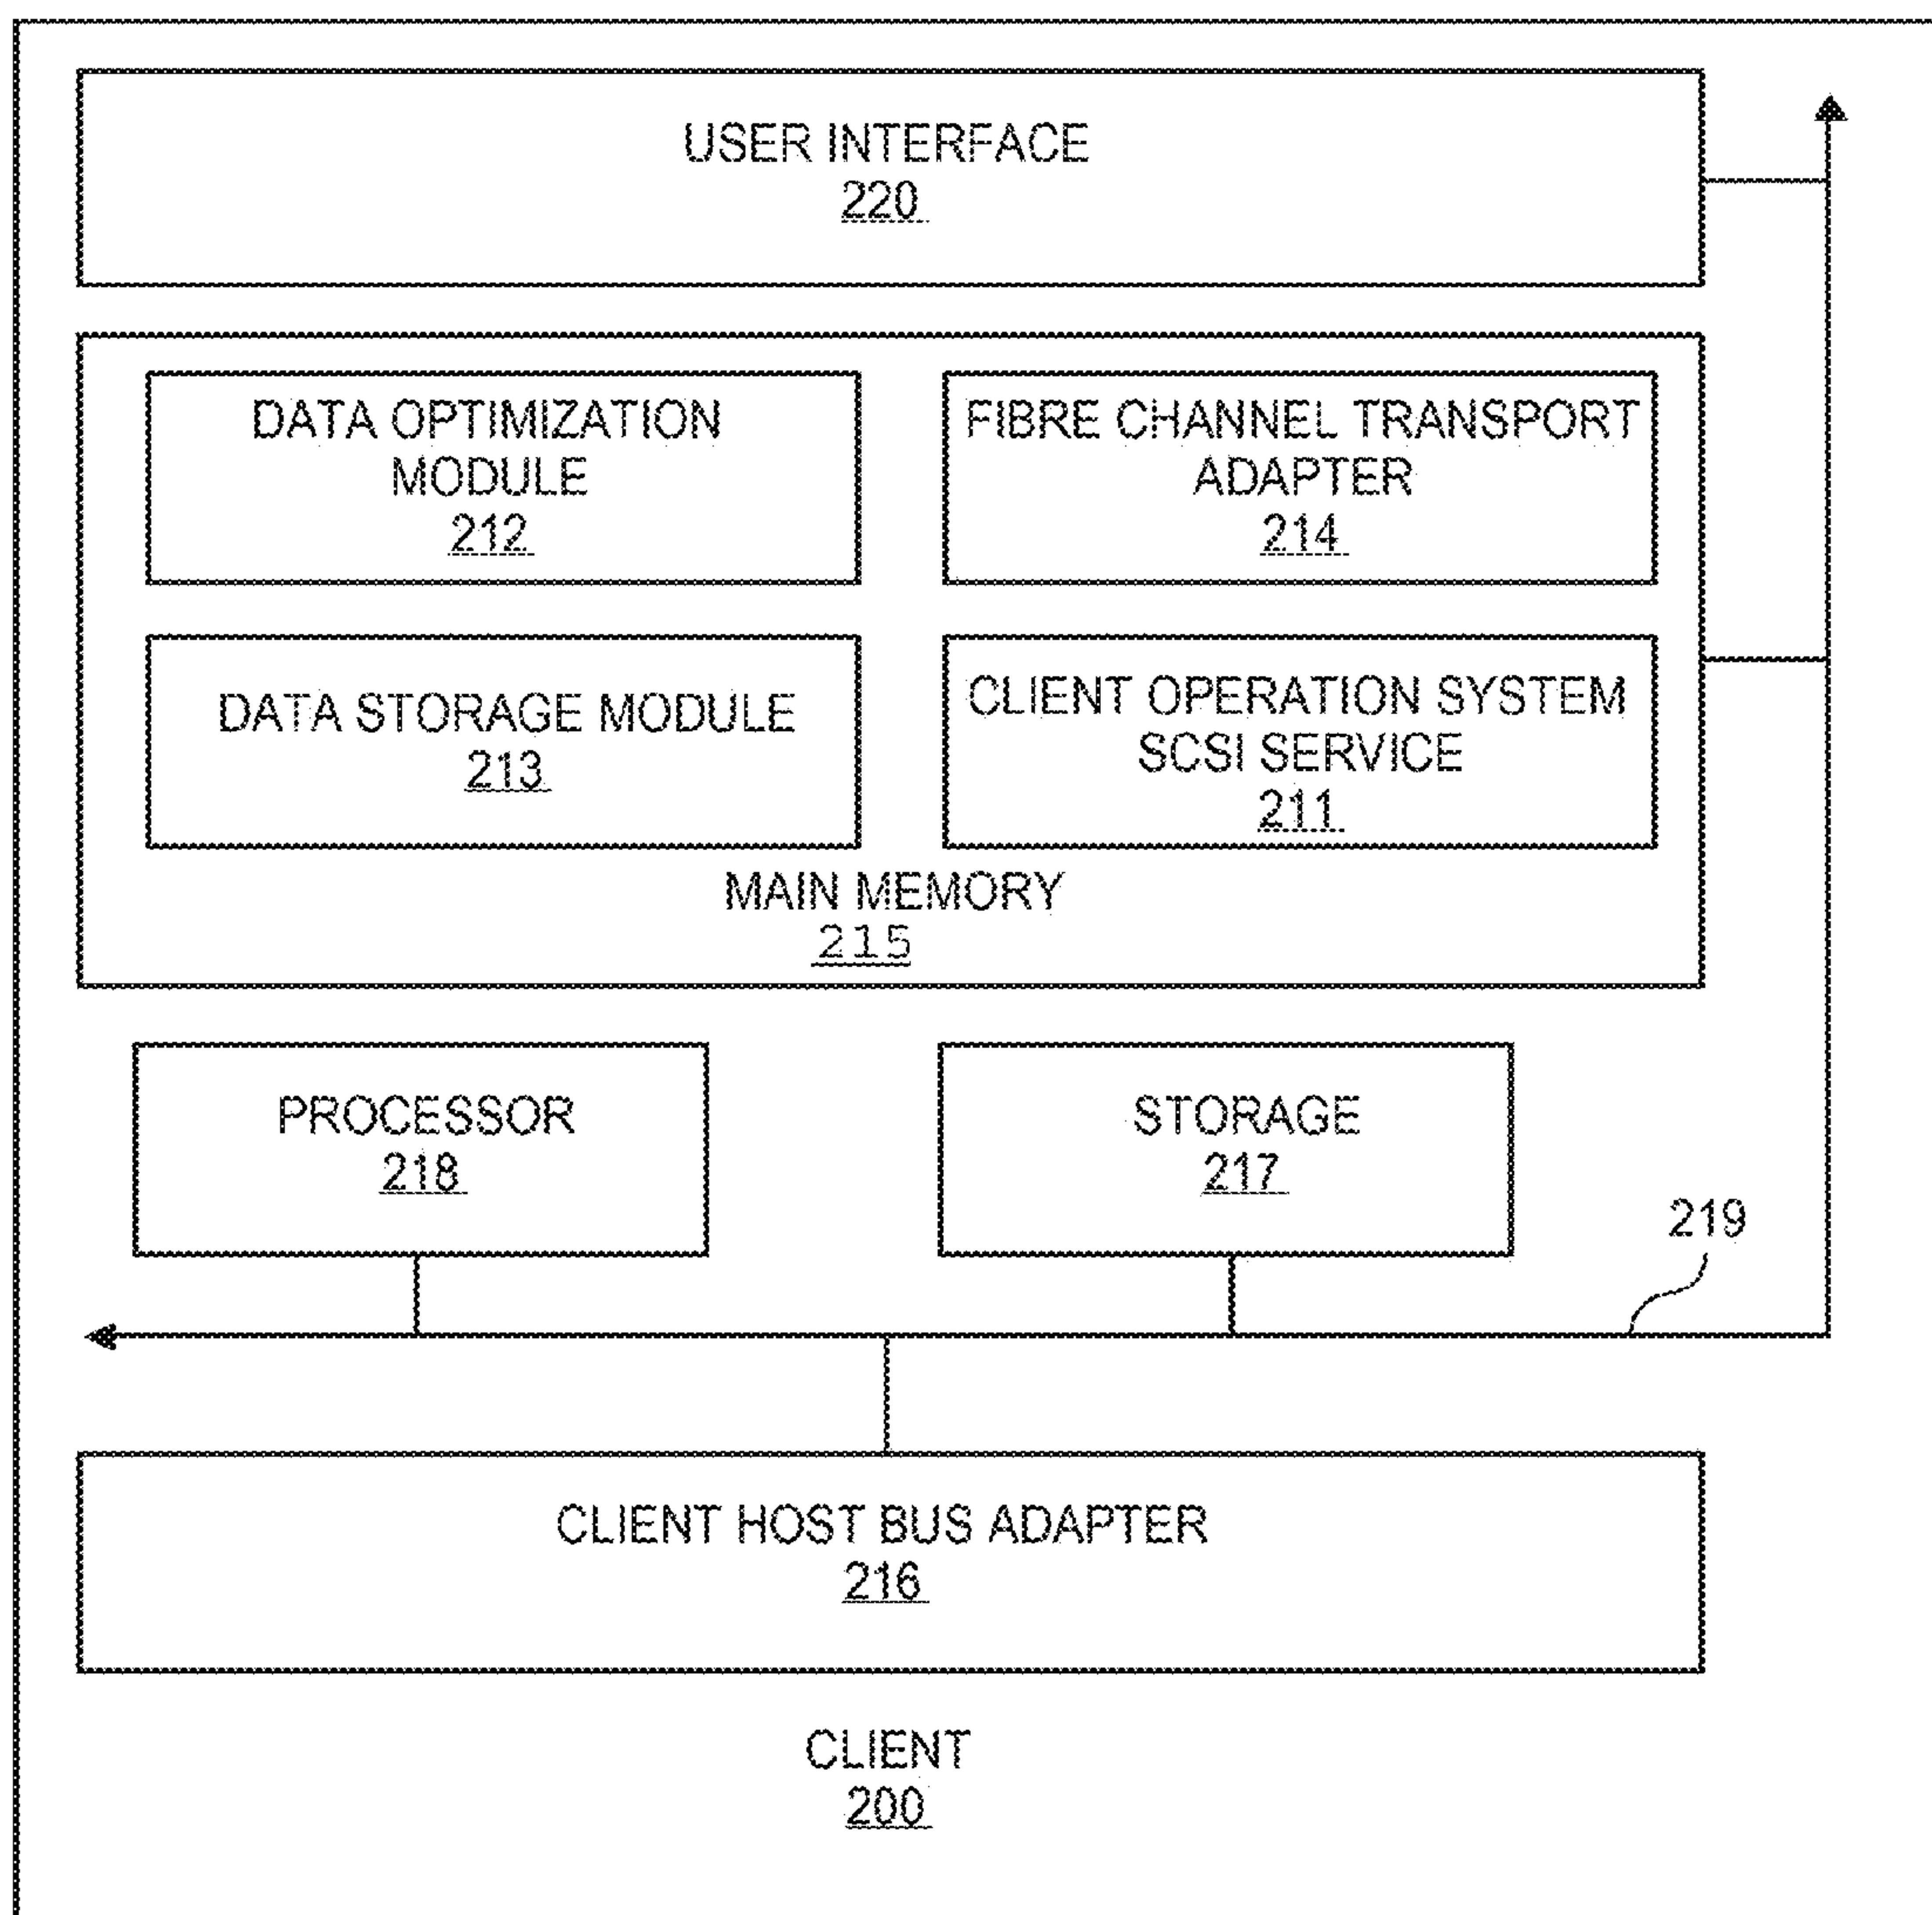 USER INTERFACE
220
DATA OPTIMIZATION
MODULE
212
FIBRE CHANNEL TRANSPORT
ADAPTER
214
DATA STORAGE MODULE
213
CLIENT OPERATION SYSTEM
SCSI SERVICE
211
MAIN MEMORY
215
PROCESSOR
218
STORAGE
217
219
CLIENT HOST BUS ADAPTER
216
CLIENT
200